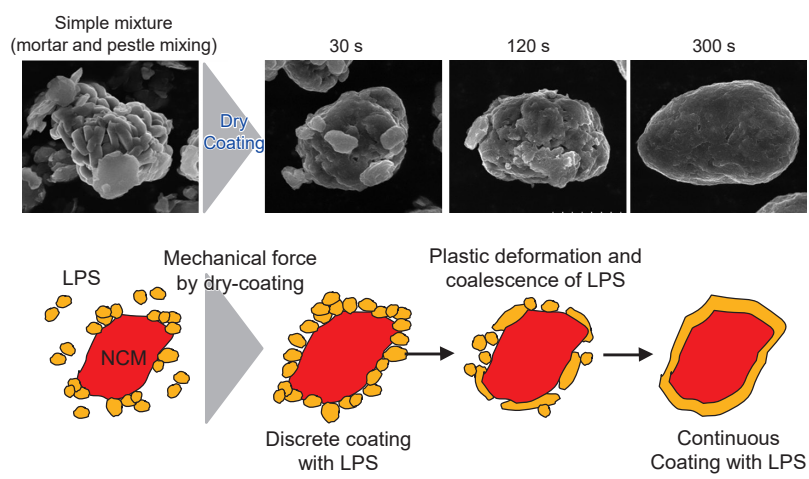 Simple mixture
(mortar and pestle mixing)
30 s
120 s
300 s
Dry
Coating
LPS
Mechanical force
by dry-coating
Plastic deformation and
coalescence of LPS
NCM
Discrete coating
with LPS
Continuous
Coating with LPS